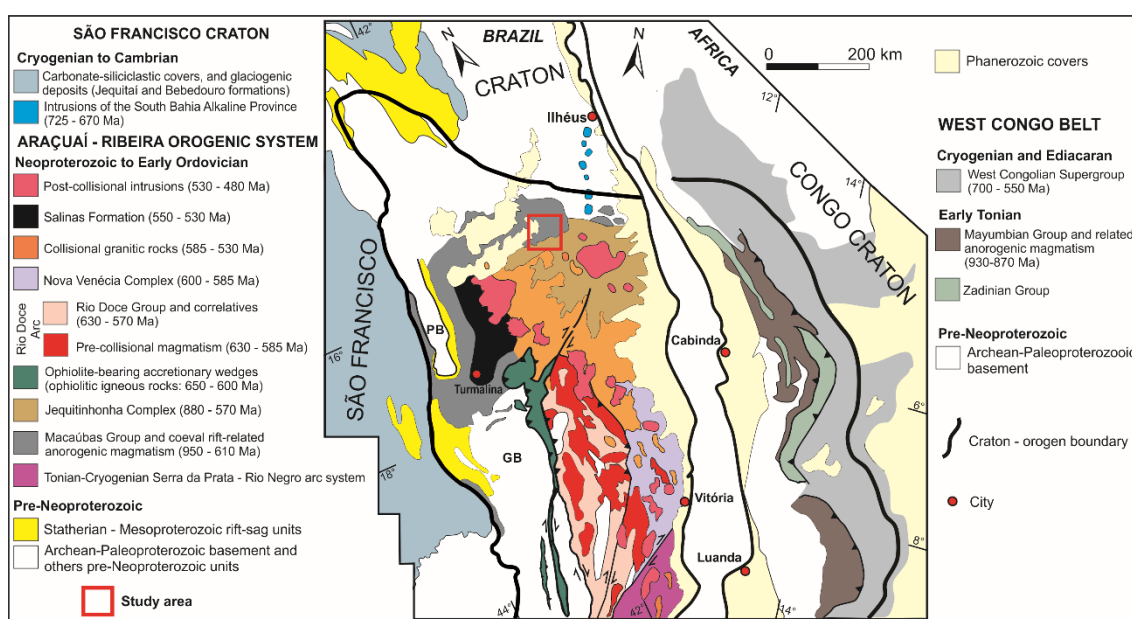 SÃO FRANCISCO CRATON
Cryogenian to Cambrian
Carbonate-siliciclastic covers, and glaciogenic
deposits (Jequitaí and Bebedouro formations)
Intrusions of the South Bahia Alkaline Province
(725 - 670 Ma)
ARAÇUAÍ - RIBEIRA OROGENIC SYSTEM
Neoproterozoic to Early Ordovician
Post-collisional intrusions (530 - 480 Ma)
Salinas Formation (550 - 530 Ma)
Collisional granitic rocks (585 - 530 Ma)
Nova Venécia Complex (600 - 585 Ma)
Rio Doce
Arc
Rio Doce Group and correlatives
(630 - 570 Ma)
Pre-collisional magmatism (630 - 585 Ma)
Ophiolite-bearing accretionary wedges
(ophiolitic igneous rocks: 650 - 600 Ma)
Jequitinhonha Complex (880 - 570 Ma)
Macaúbas Group and coeval rift-related
anorogenic magmatism (950 - 610 Ma)
Tonian-Cryogenian Serra da Prata - Rio Negro arc system
Pre-Neoproterozoic
Statherian - Mesoproterozoic rift-sag units
Archean-Paleoproterozoic basement and
others pre-Neoproterozoic units
Study area
42°
BRAZIL
N
CRATON
Ilhéus
N
AFRICA
0 200 km
12°
14°
CONGO CRATON
SÃO FRANCISCO
PB
16°
Turmalina
Cabinda
6°
18°
GB
Vitória
Luanda
8°
44°
42°
14°
Phanerozoic covers
WEST CONGO BELT
Cryogenian and Ediacaran
West Congolian Supergroup
(700 - 550 Ma)
Early Tonian
Mayumbian Group and related
anorogenic magmatism
(930-870 Ma)
Zadinian Group
Pre-Neoproterozoic
Archean-Paleoproterozooic
basement
Craton - orogen boundary
City